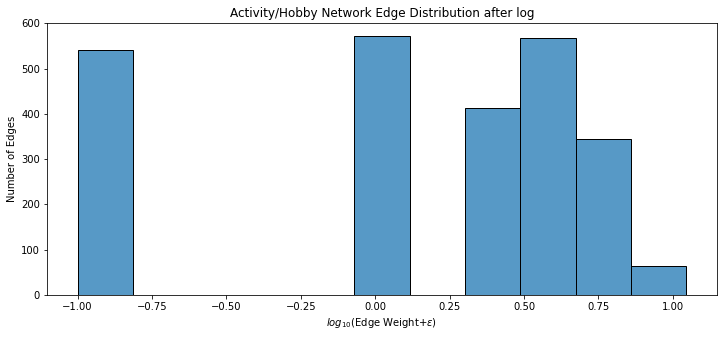 Activity/Hobby Network Edge Distribution after log
600
500
400
300
200
100
0
Number of Edges
−1.00 −0.75 −0.50 −0.25 0.00 0.25 0.50 0.75 1.00
log₁₀(Edge Weight+ε)